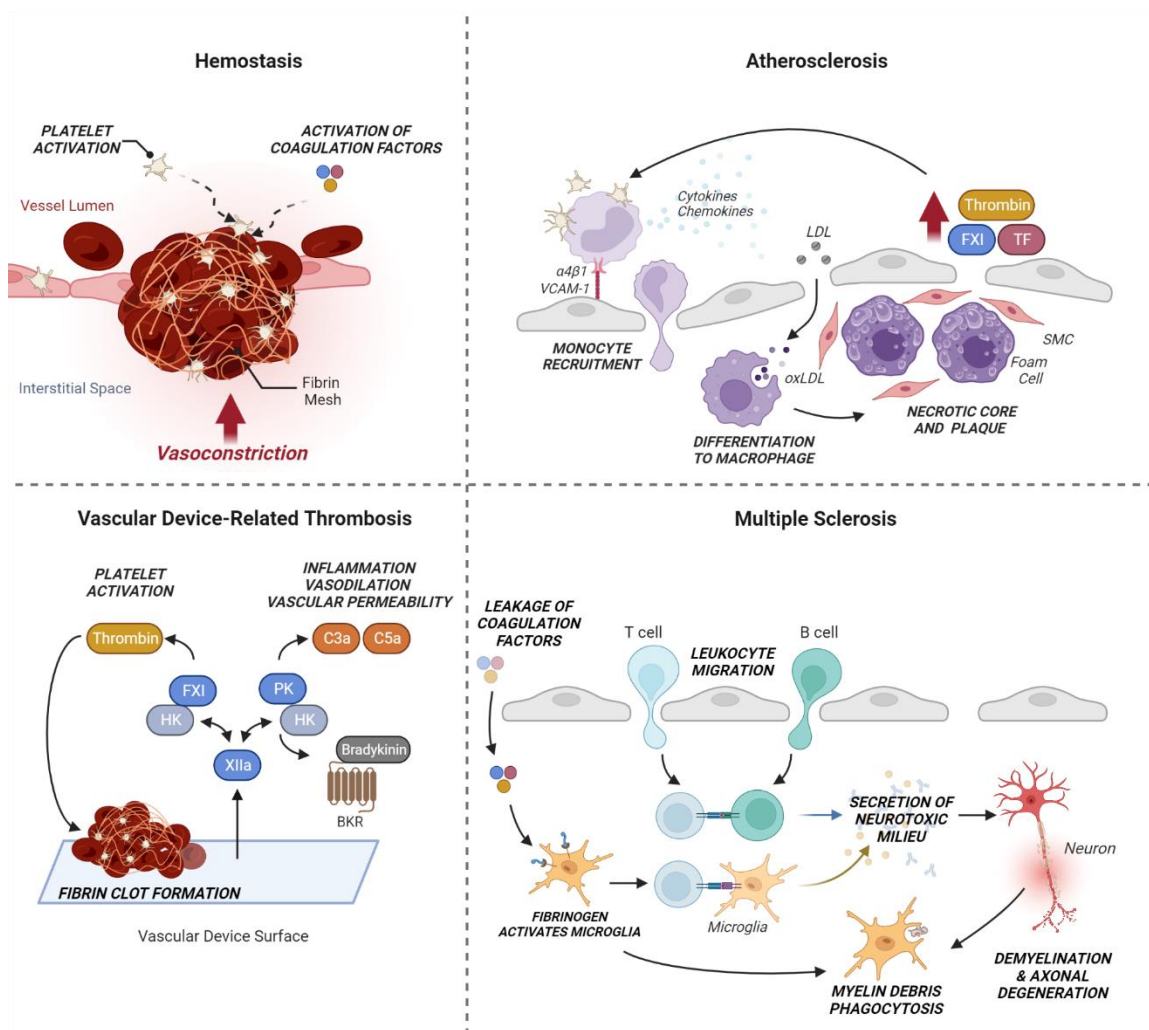 Hemostasis
PLATELET
ACTIVATION
ACTIVATION OF
COAGULATION FACTORS
Vessel Lumen
Interstitial Space
Fibrin
Mesh
Vasoconstriction
Atherosclerosis
Cytokines
Chemokines
LDL
Thrombin
FXI
TF
α4β1
VCAM-1
MONOCYTE
RECRUITMENT
oxLDL
SMC
Foam
Cell
DIFFERENTIATION
TO MACROPHAGE
NECROTIC CORE
AND PLAQUE
Vascular Device-Related Thrombosis
PLATELET
ACTIVATION
INFLAMMATION
VASODILATION
VASCULAR PERMEABILITY
Thrombin
C3a
C5a
FXI
HK
PK
HK
XIIa
Bradykinin
BKR
FIBRIN CLOT FORMATION
Vascular Device Surface
Multiple Sclerosis
LEAKAGE OF
COAGULATION
FACTORS
T cell
B cell
LEUKOCYTE
MIGRATION
SECRETION OF
NEUROTOXIC
MILIEU
Neuron
FIBRINOGEN
ACTIVATES MICROGLIA
Microglia
MYELIN DEBRIS
PHAGOCYTOSIS
DEMYELINATION
& AXONAL
DEGENERATION